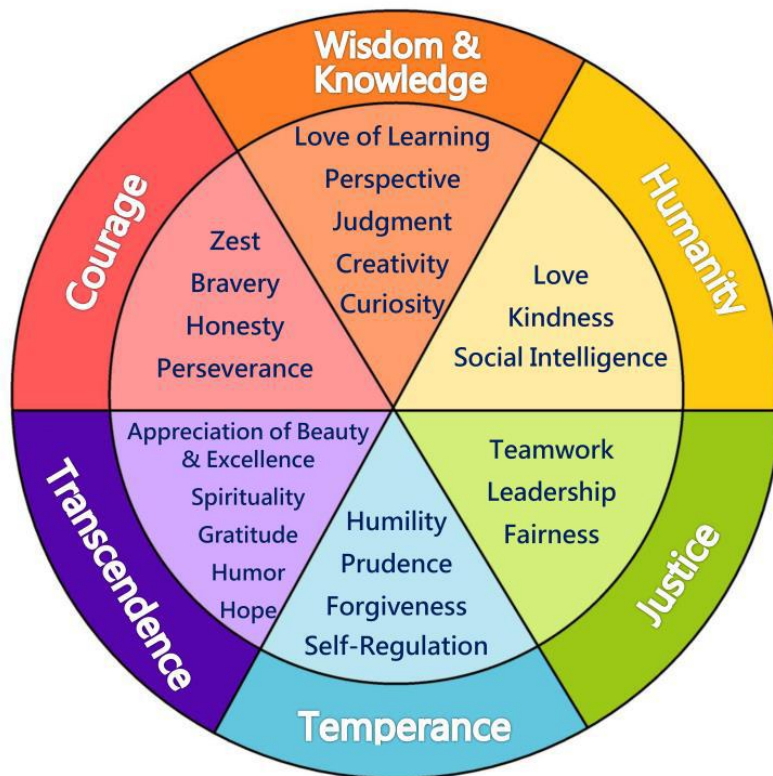 Wisdom &
Knowledge
Love of Learning
Perspective
Judgment
Creativity
Curiosity
Humanity
Love
Kindness
Social Intelligence
Justice
Teamwork
Leadership
Fairness
Temperance
Humility
Prudence
Forgiveness
Self-Regulation
Transcendence
Appreciation of Beauty
& Excellence
Spirituality
Gratitude
Humor
Hope
Courage
Zest
Bravery
Honesty
Perseverance